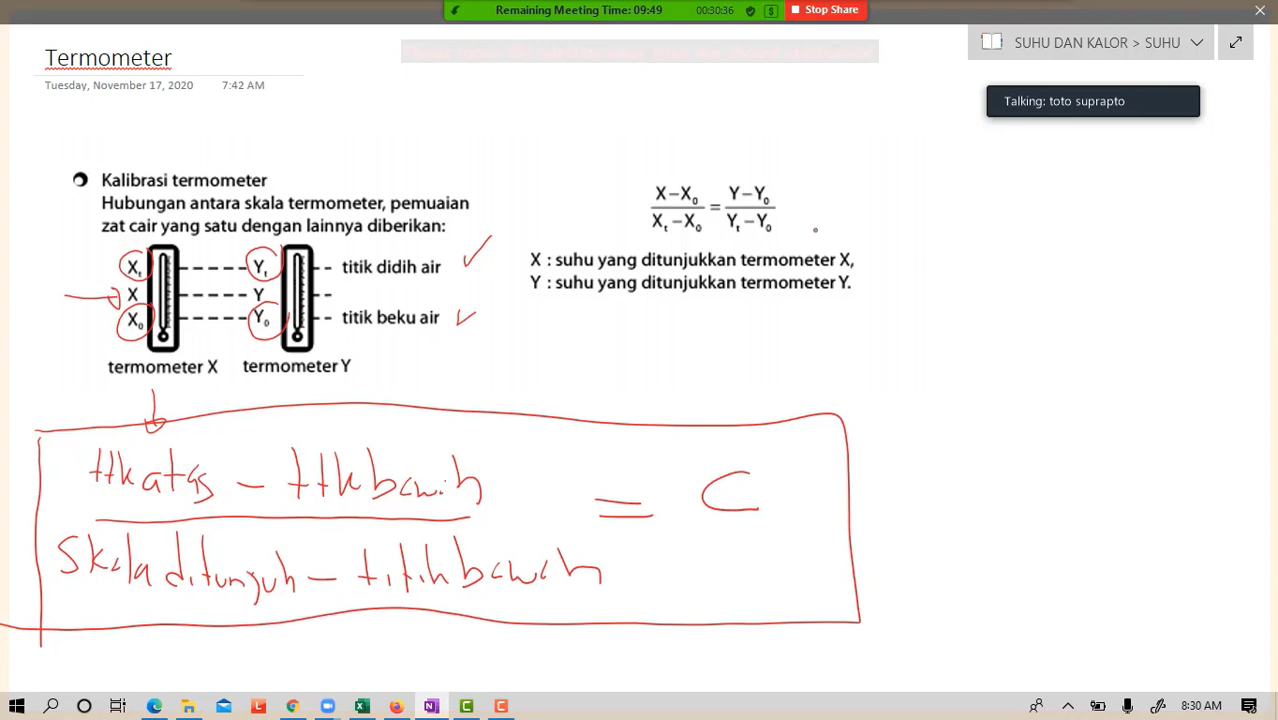 Remaining Meeting Time: 09:49
00:30:36
Stop Share
Termometer
Tuesday, November 17, 2020 7:42 AM
SUHU DAN KALOR > SUHU
Talking: toto suprapto
Kalibrasi termometer
Hubungan antara skala termometer, pemuaian
zat cair yang satu dengan lainnya diberikan:
Xt Yt titik didih air
X Y
X0 Y0 titik beku air
termometer X termometer Y
X–X0 = Y–Y0
Xt–X0 Yt–Y0
X : suhu yang ditunjukkan termometer X,
Y : suhu yang ditunjukkan termometer Y.
ttk atas – ttk bawah = C
Skala ditunjuk – titik bawah
8:30 AM